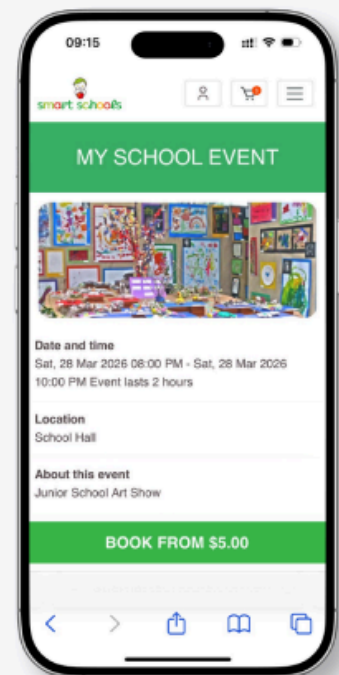 09:15
smart schools
MY SCHOOL EVENT
Date and time
Sat, 28 Mar 2026 08:00 PM - Sat, 28 Mar 2026
10:00 PM Event lasts 2 hours
Location
School Hall
About this event
Junior School Art Show
BOOK FROM $5.00